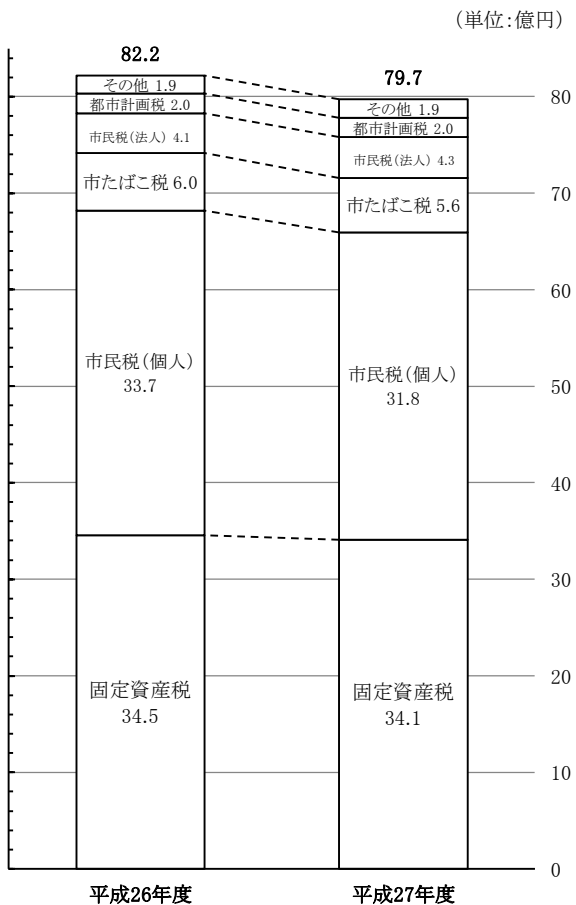 （単位：億円）
82.2
その他 1.9
都市計画税 2.0
市民税（法人） 4.1
市たばこ税 6.0
市民税（個人）
33.7
固定資産税
34.5
平成26年度
79.7
その他 1.9
都市計画税 2.0
市民税（法人） 4.3
市たばこ税 5.6
市民税（個人）
31.8
固定資産税
34.1
平成27年度
80
70
60
50
40
30
20
10
0